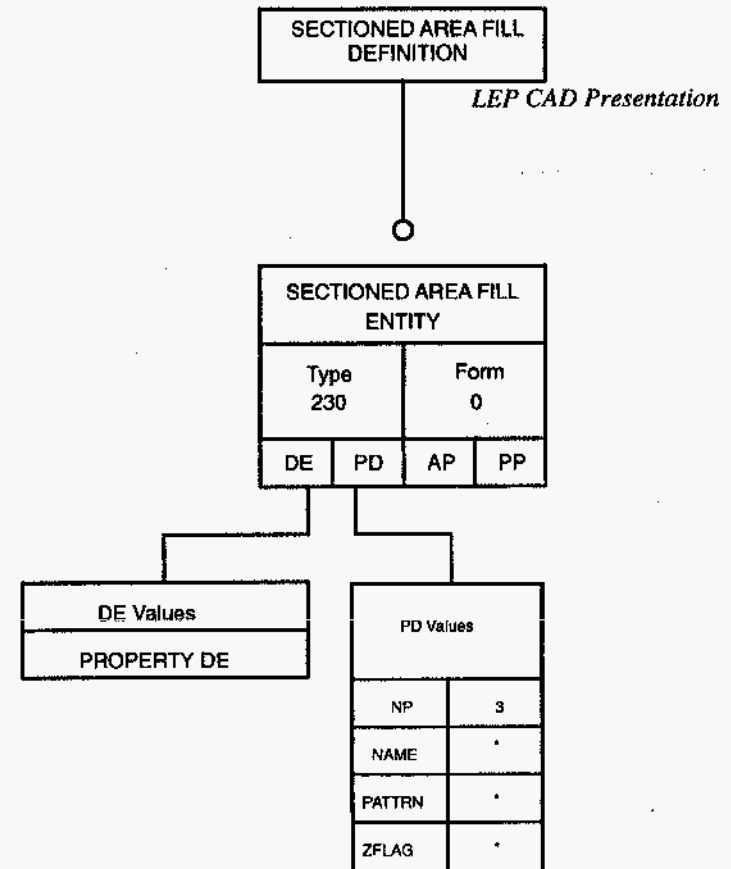 SECTIONED AREA FILL
DEFINITION
LEP CAD Presentation
SECTIONED AREA FILL
ENTITY
Type
230
Form
0
DE PD AP PP
DE Values
PROPERTY DE
PD Values
NP 3
NAME *
PATTRN *
ZFLAG *